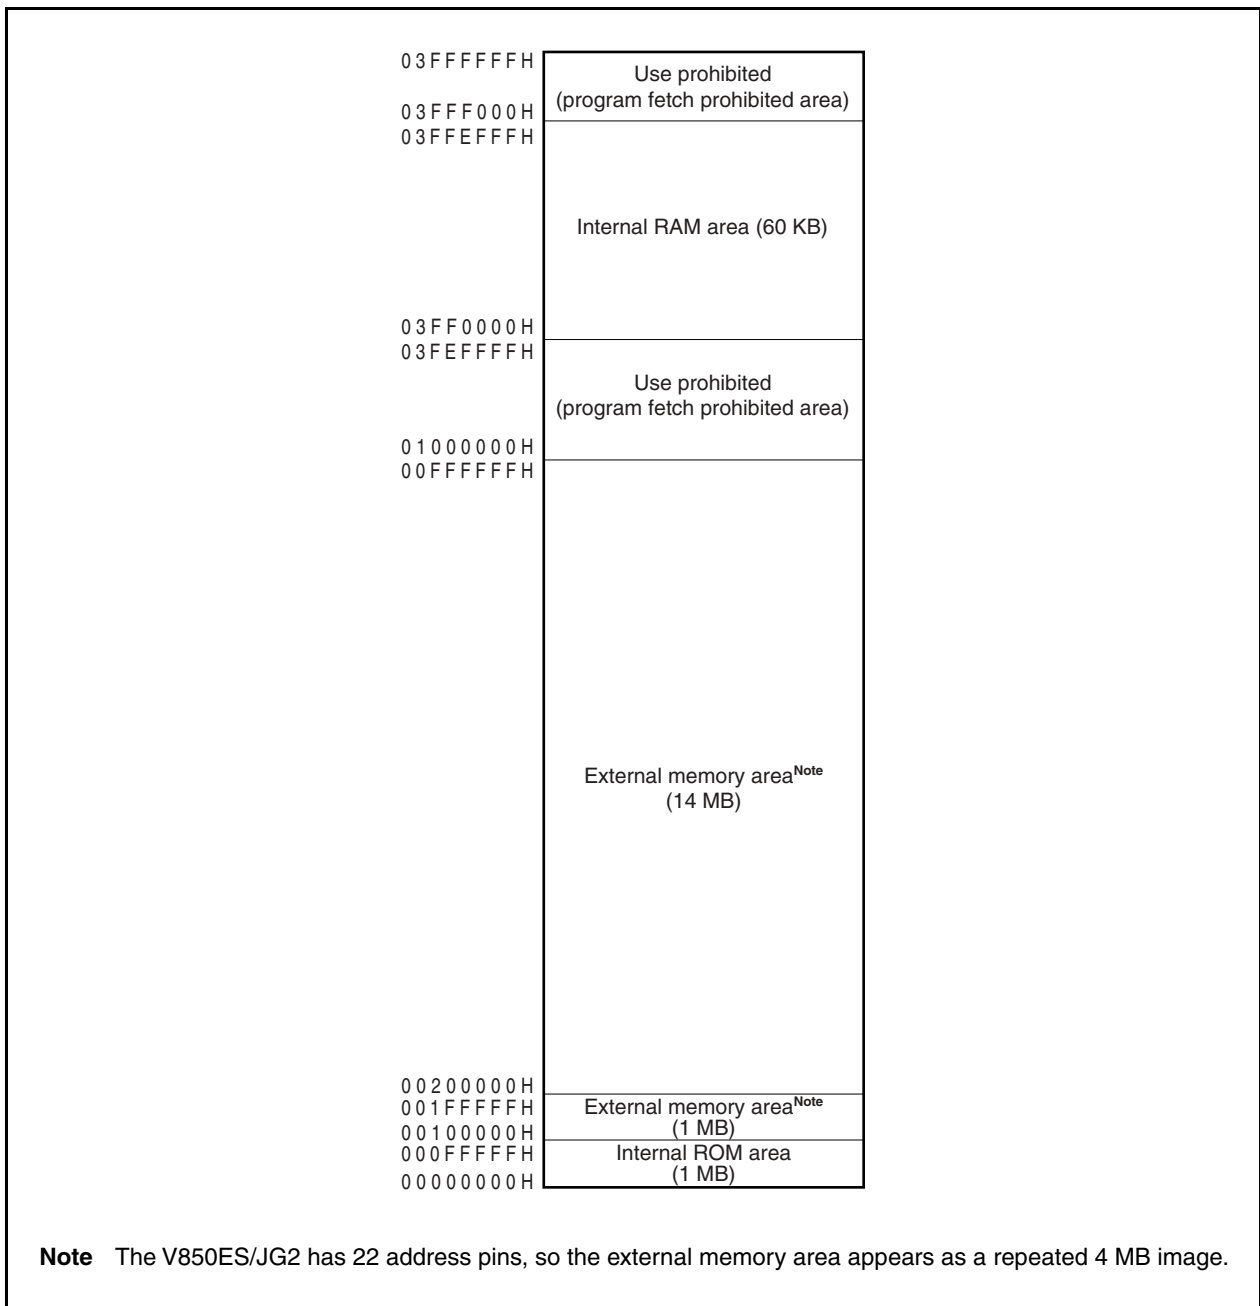 03FFFFFFH
Use prohibited
(program fetch prohibited area)
03FFF000H
03FFEFFFH
Internal RAM area (60 KB)
03FF0000H
03FEFFFFH
Use prohibited
(program fetch prohibited area)
01000000H
00FFFFFFH
External memory areaNote
(14 MB)
00200000H
001FFFFFH
External memory areaNote
(1 MB)
00100000H
000FFFFFH
Internal ROM area
(1 MB)
00000000H
Note The V850ES/JG2 has 22 address pins, so the external memory area appears as a repeated 4 MB image.